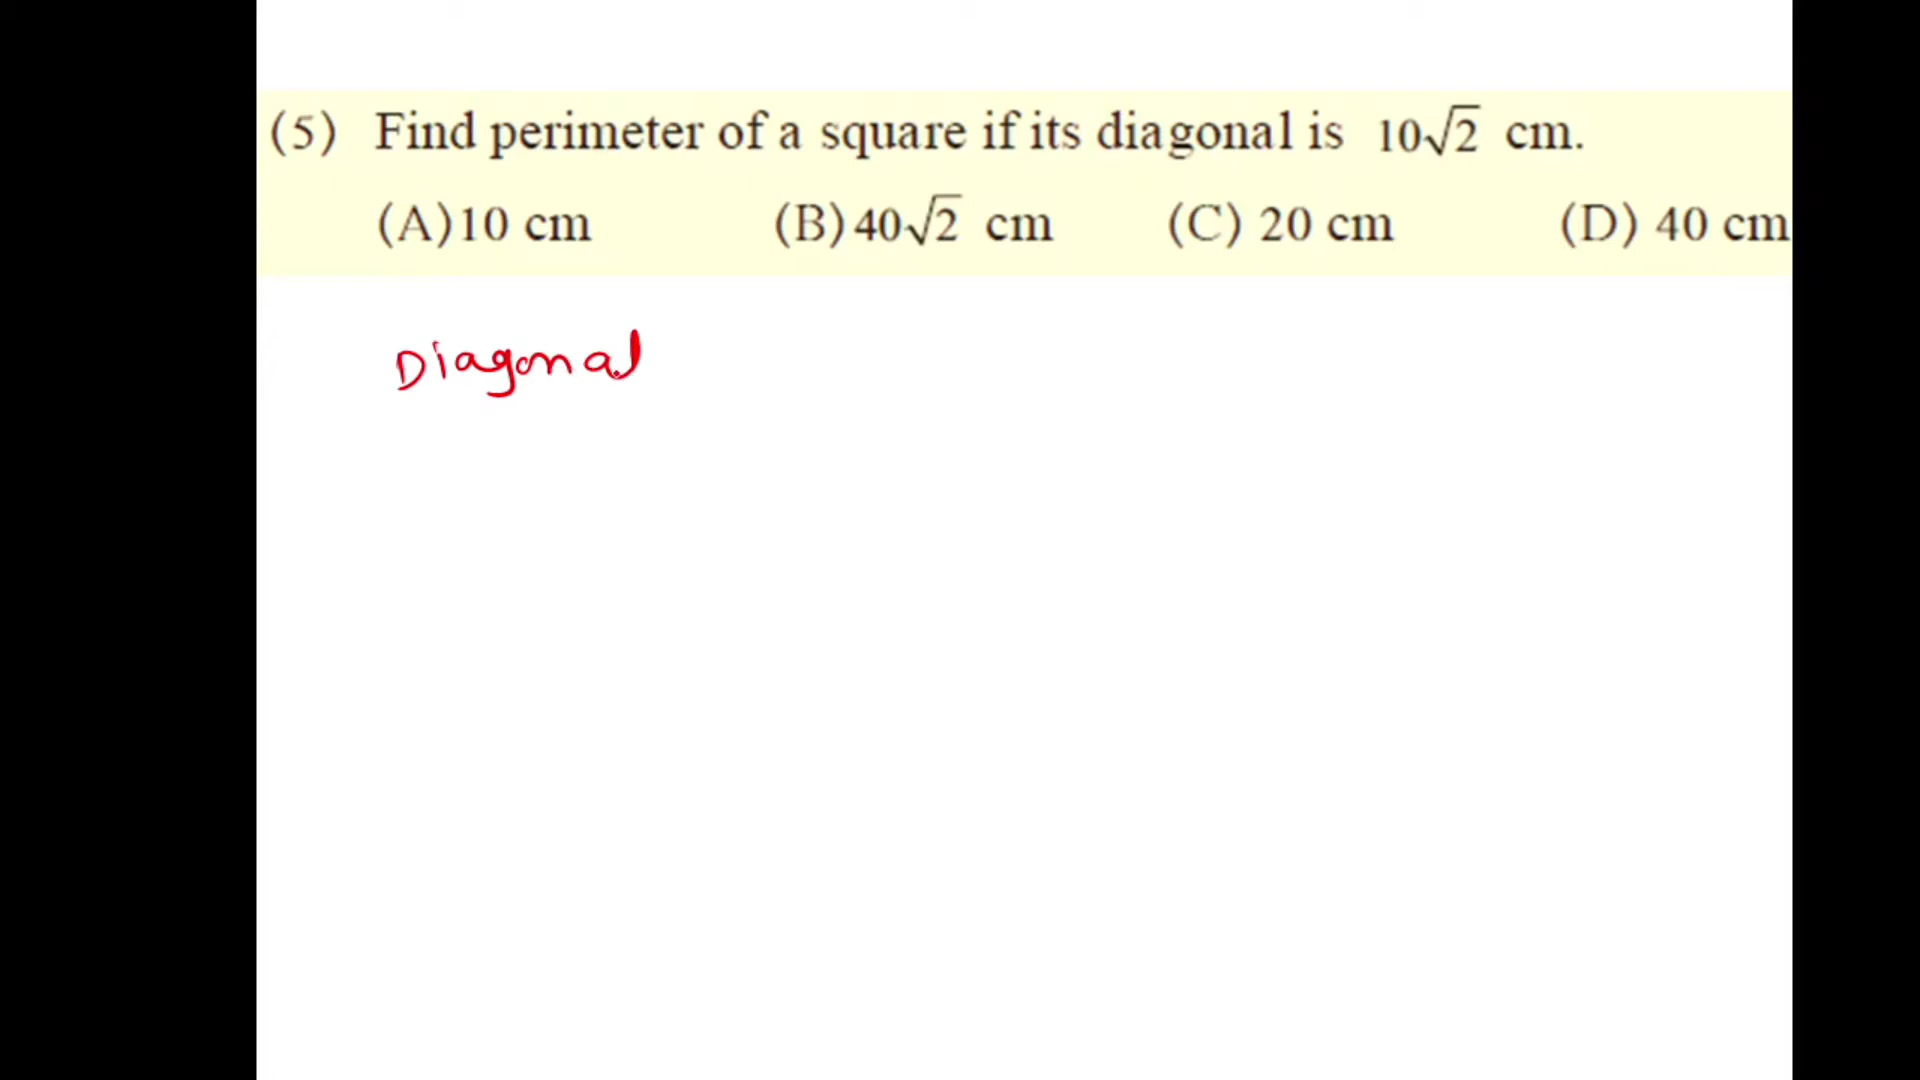 (5) Find perimeter of a square if its diagonal is 10√2 cm.
(A)10 cm (B)40√2 cm (C) 20 cm (D) 40 cm
Diagonal